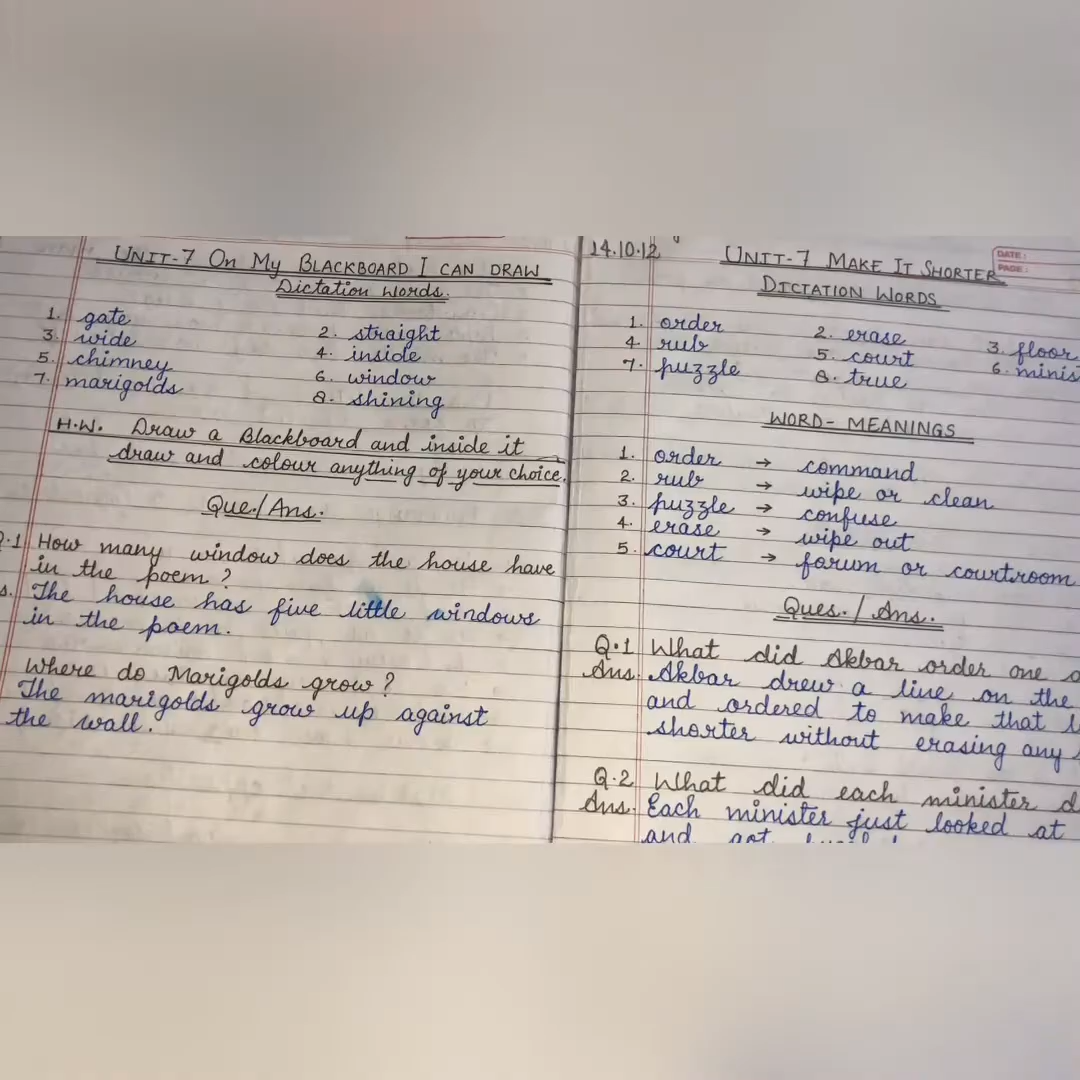 UNIT-7 On My BLACKBOARD I CAN DRAW
Dictation Words.
1. gate
2. straight
3. wide
4. inside
5. chimney
6. window
7. marigolds
8. shining
H.W. Draw a Blackboard and inside it
draw and colour anything of your choice.
Que./Ans.
Q.1 How many window does the house have
in the poem?
The house has five little windows
in the poem.
Where do Marigolds grow?
The marigolds grow up against
the wall.
14.10.12
UNIT-7 MAKE IT SHORTER
DATE:
PAGE:
DICTATION WORDS
1. order 2. erase 3. floor
4. rub 5. court 6. minis
7. puzzle 8. true
WORD-MEANINGS
1. order → command
2. rub → wipe or clean
3. puzzle → confuse
4. erase → wipe out
5. court → forum or courtroom
Ques./Ans.
Q.1 What did Akbar order one
Ans. Akbar drew a line on the
and ordered to make that
shorter without erasing any
Q.2 What did each minister d
Ans. Each minister just looked at
and got